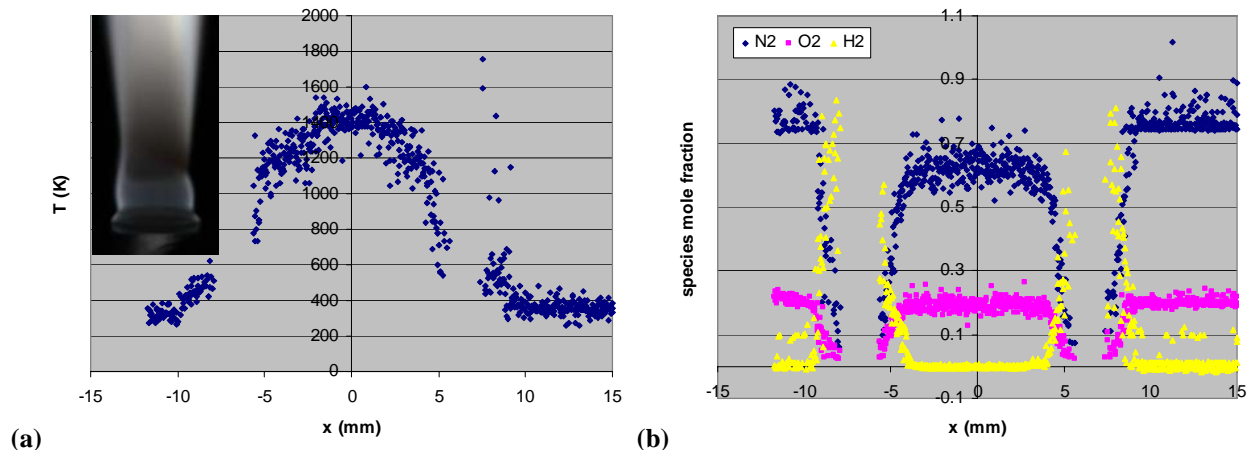 2000
1800
1600
1400
1200
1000
800
600
400
200
0
-15 -10 -5 0 5 10 15
T (K)
x (mm)
(a)
N2 O2 H2
1.1
0.9
0.7
0.5
0.3
0.1
-0.1
-15 -10 -5 0 5 10 15
species mole fraction
x (mm)
(b)